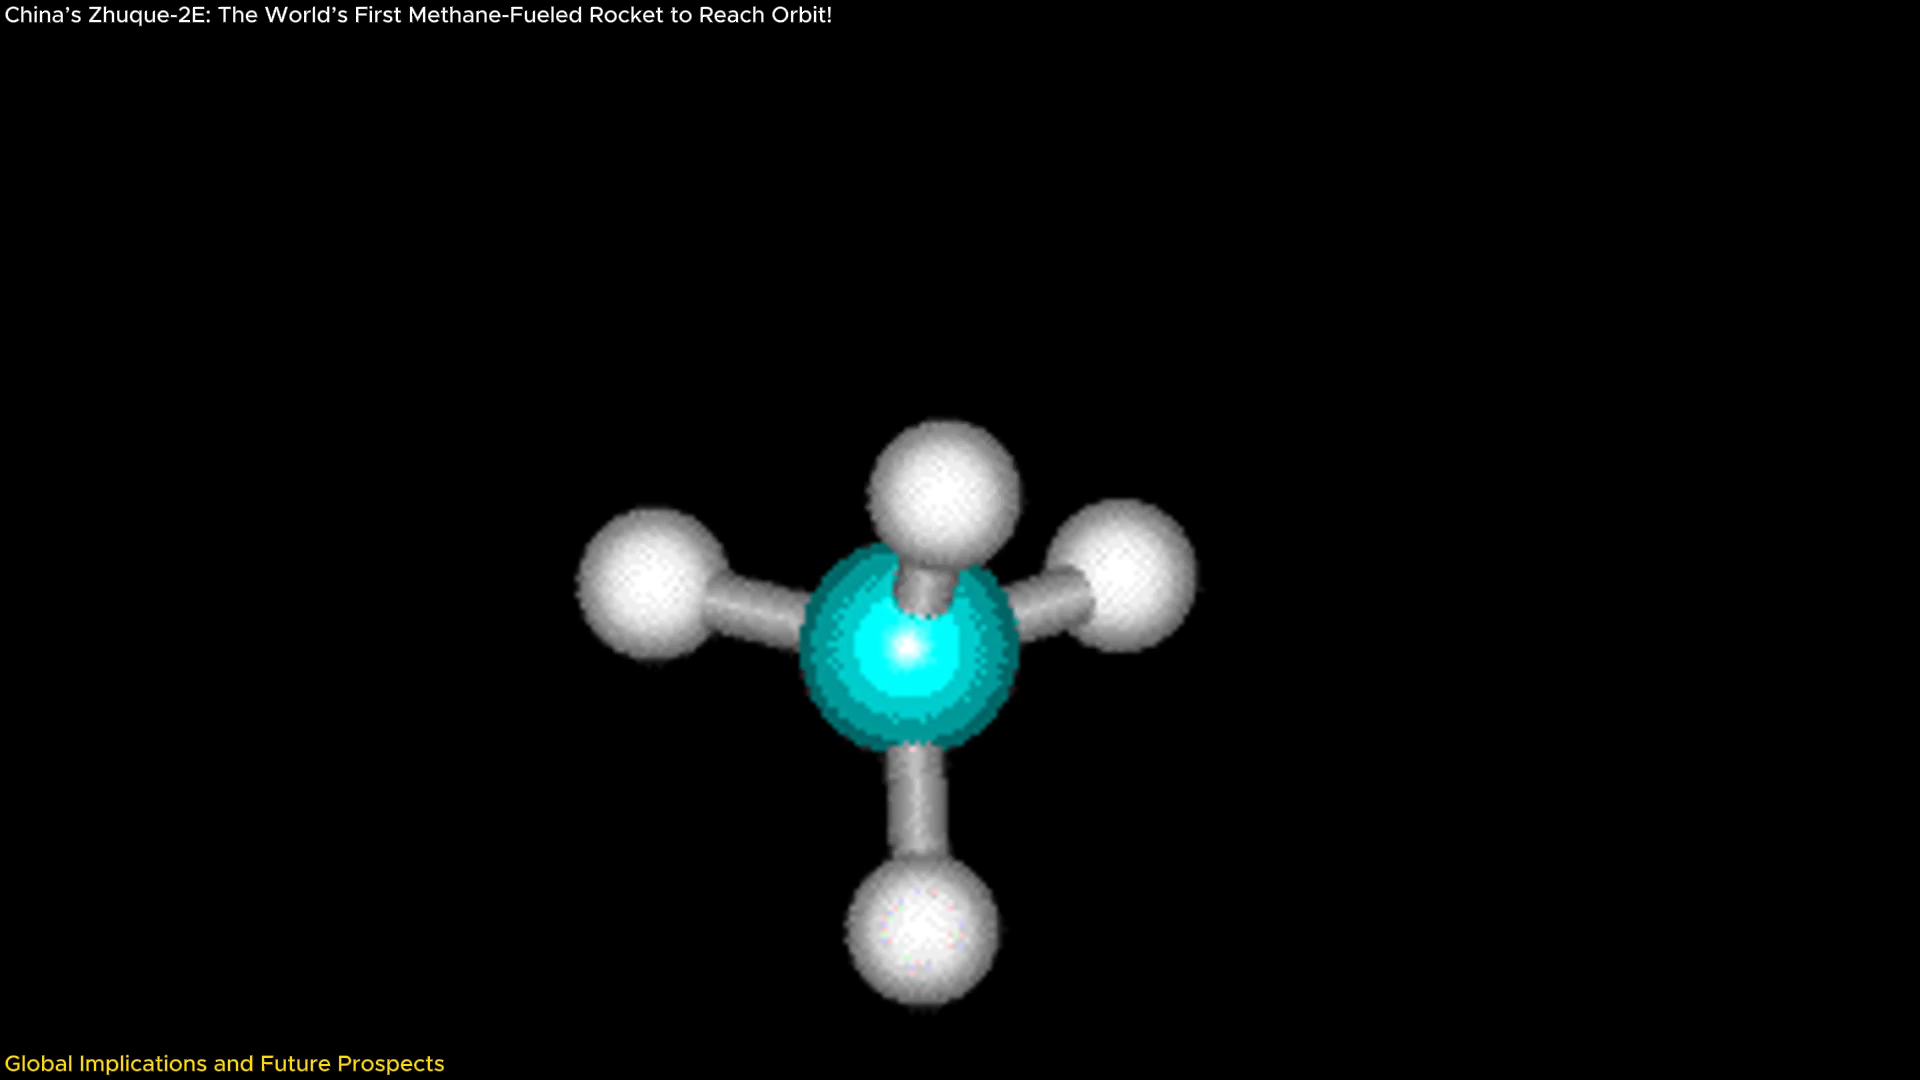 China’s Zhuque-2E: The World’s First Methane-Fueled Rocket to Reach Orbit!
Global Implications and Future Prospects